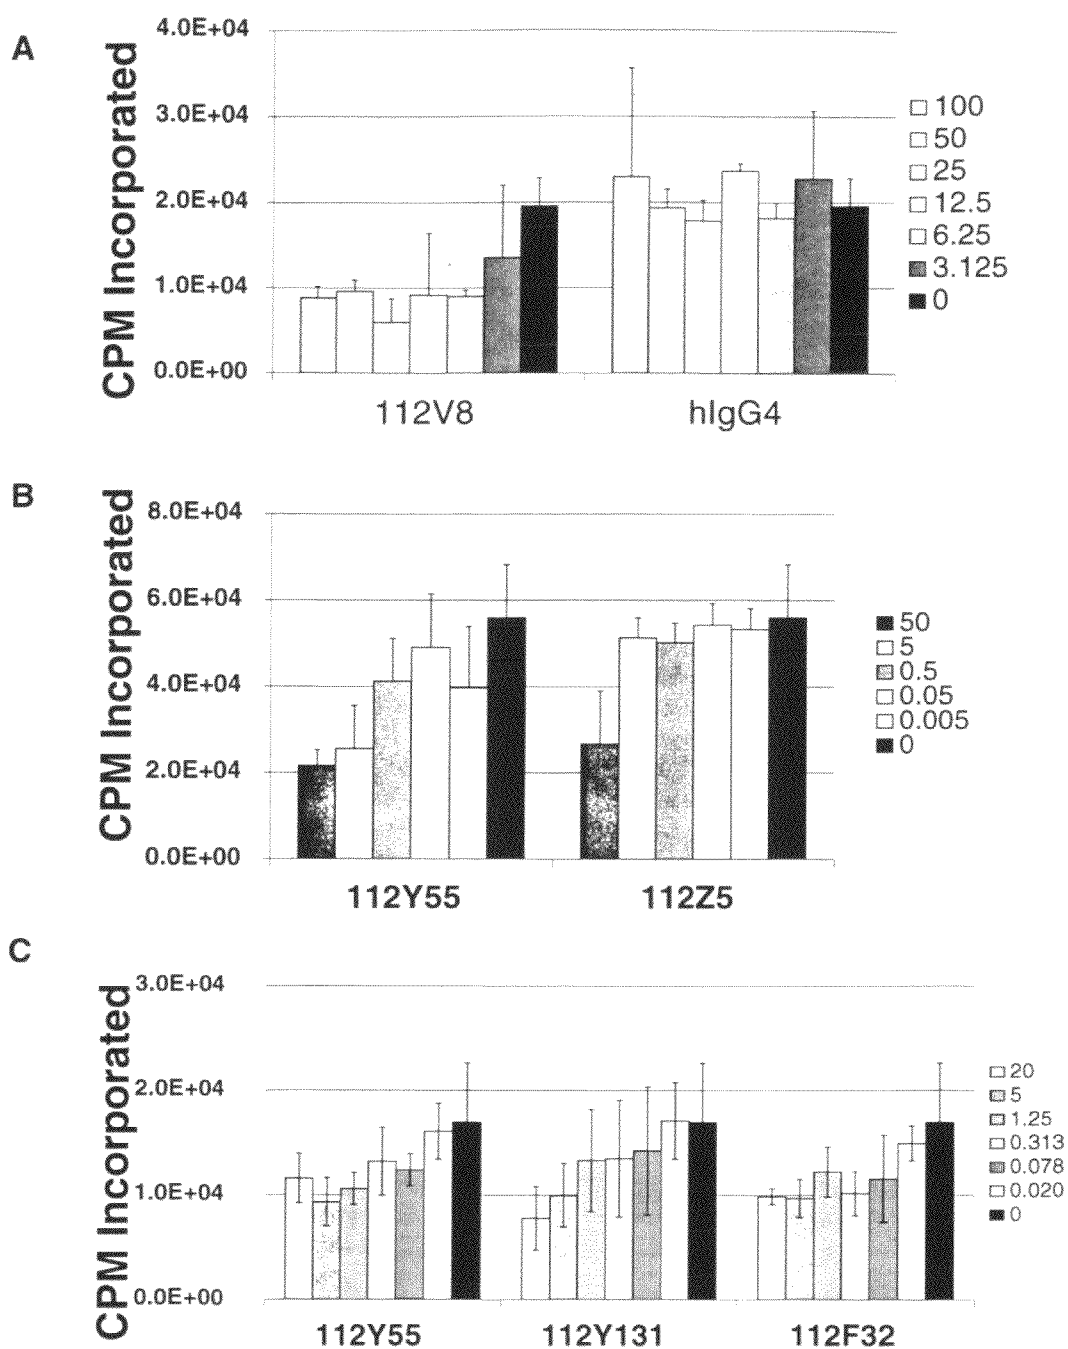 A
CPM Incorporated
4.0E+04
3.0E+04
2.0E+04
1.0E+04
0.0E+00
112V8
hIgG4
100
50
25
12.5
6.25
3.125
0
B
CPM Incorporated
8.0E+04
6.0E+04
4.0E+04
2.0E+04
0.0E+00
112Y55
112Z5
50
5
0.5
0.05
0.005
0
C
CPM Incorporated
3.0E+04
2.0E+04
1.0E+04
0.0E+00
112Y55
112Y131
112F32
20
5
1.25
0.313
0.078
0.020
0